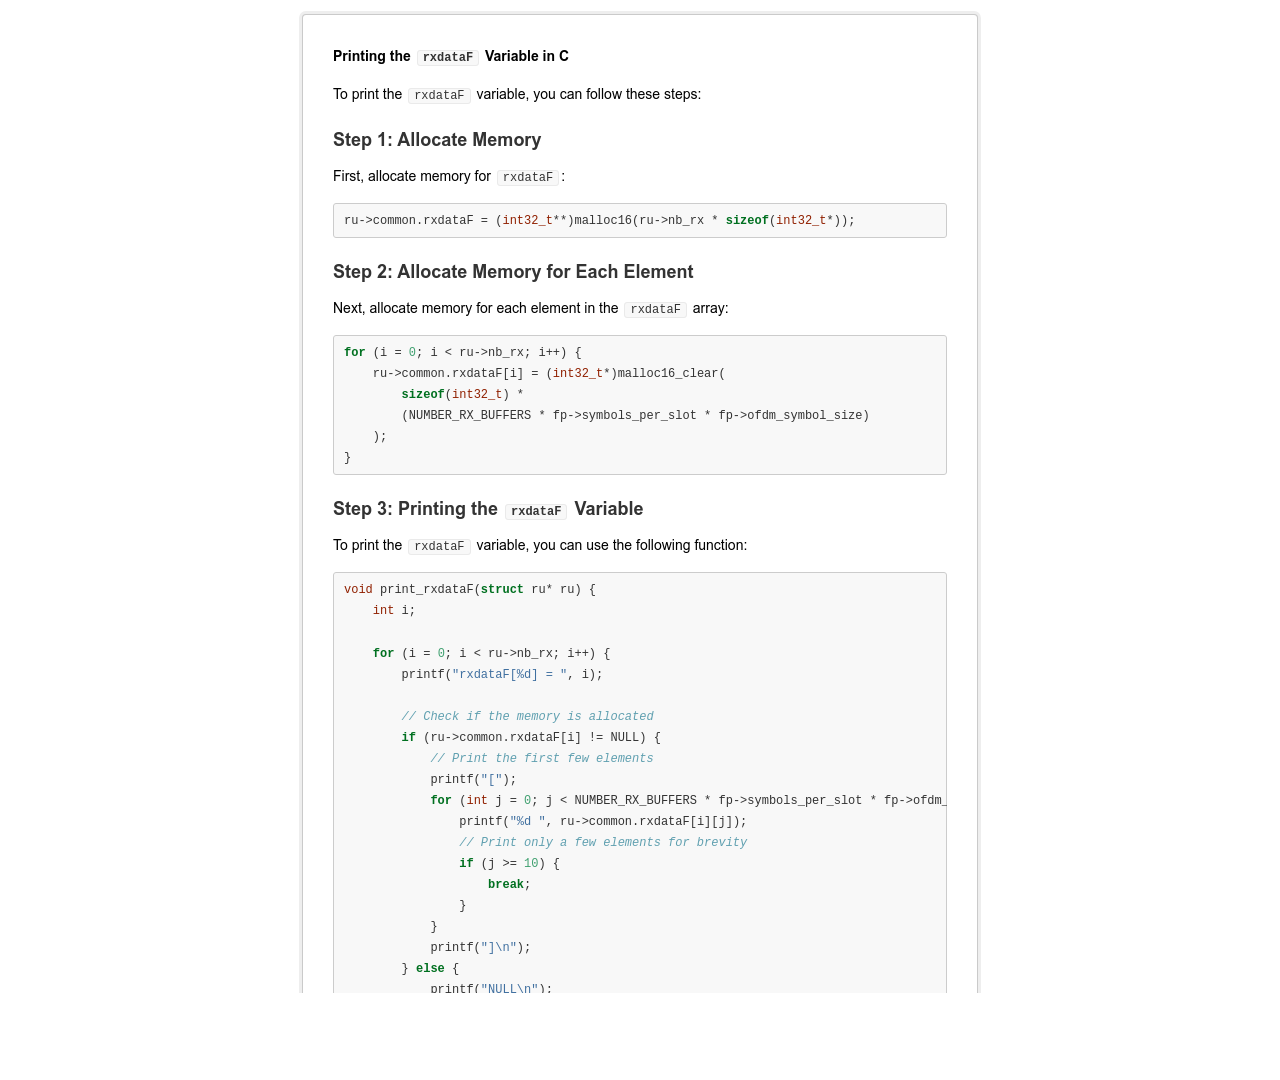 Printing the rxdataF Variable in C
To print the rxdataF variable, you can follow these steps:
Step 1: Allocate Memory
First, allocate memory for rxdataF :
ru->common.rxdataF = (int32_t**)malloc16(ru->nb_rx * sizeof(int32_t*));
Step 2: Allocate Memory for Each Element
Next, allocate memory for each element in the rxdataF array:
for (i = 0; i < ru->nb_rx; i++) {
    ru->common.rxdataF[i] = (int32_t*)malloc16_clear(
        sizeof(int32_t) *
        (NUMBER_RX_BUFFERS * fp->symbols_per_slot * fp->ofdm_symbol_size)
    );
}
Step 3: Printing the rxdataF Variable
To print the rxdataF variable, you can use the following function:
void print_rxdataF(struct ru* ru) {
    int i;
    for (i = 0; i < ru->nb_rx; i++) {
        printf("rxdataF[%d] = ", i);
        // Check if the memory is allocated
        if (ru->common.rxdataF[i] != NULL) {
            // Print the first few elements
            printf("[");
            for (int j = 0; j < NUMBER_RX_BUFFERS * fp->symbols_per_slot * fp->ofdm_
                printf("%d ", ru->common.rxdataF[i][j]);
                // Print only a few elements for brevity
                if (j >= 10) {
                    break;
                }
            }
            printf("]\n");
        } else {
            printf("NULL\n");